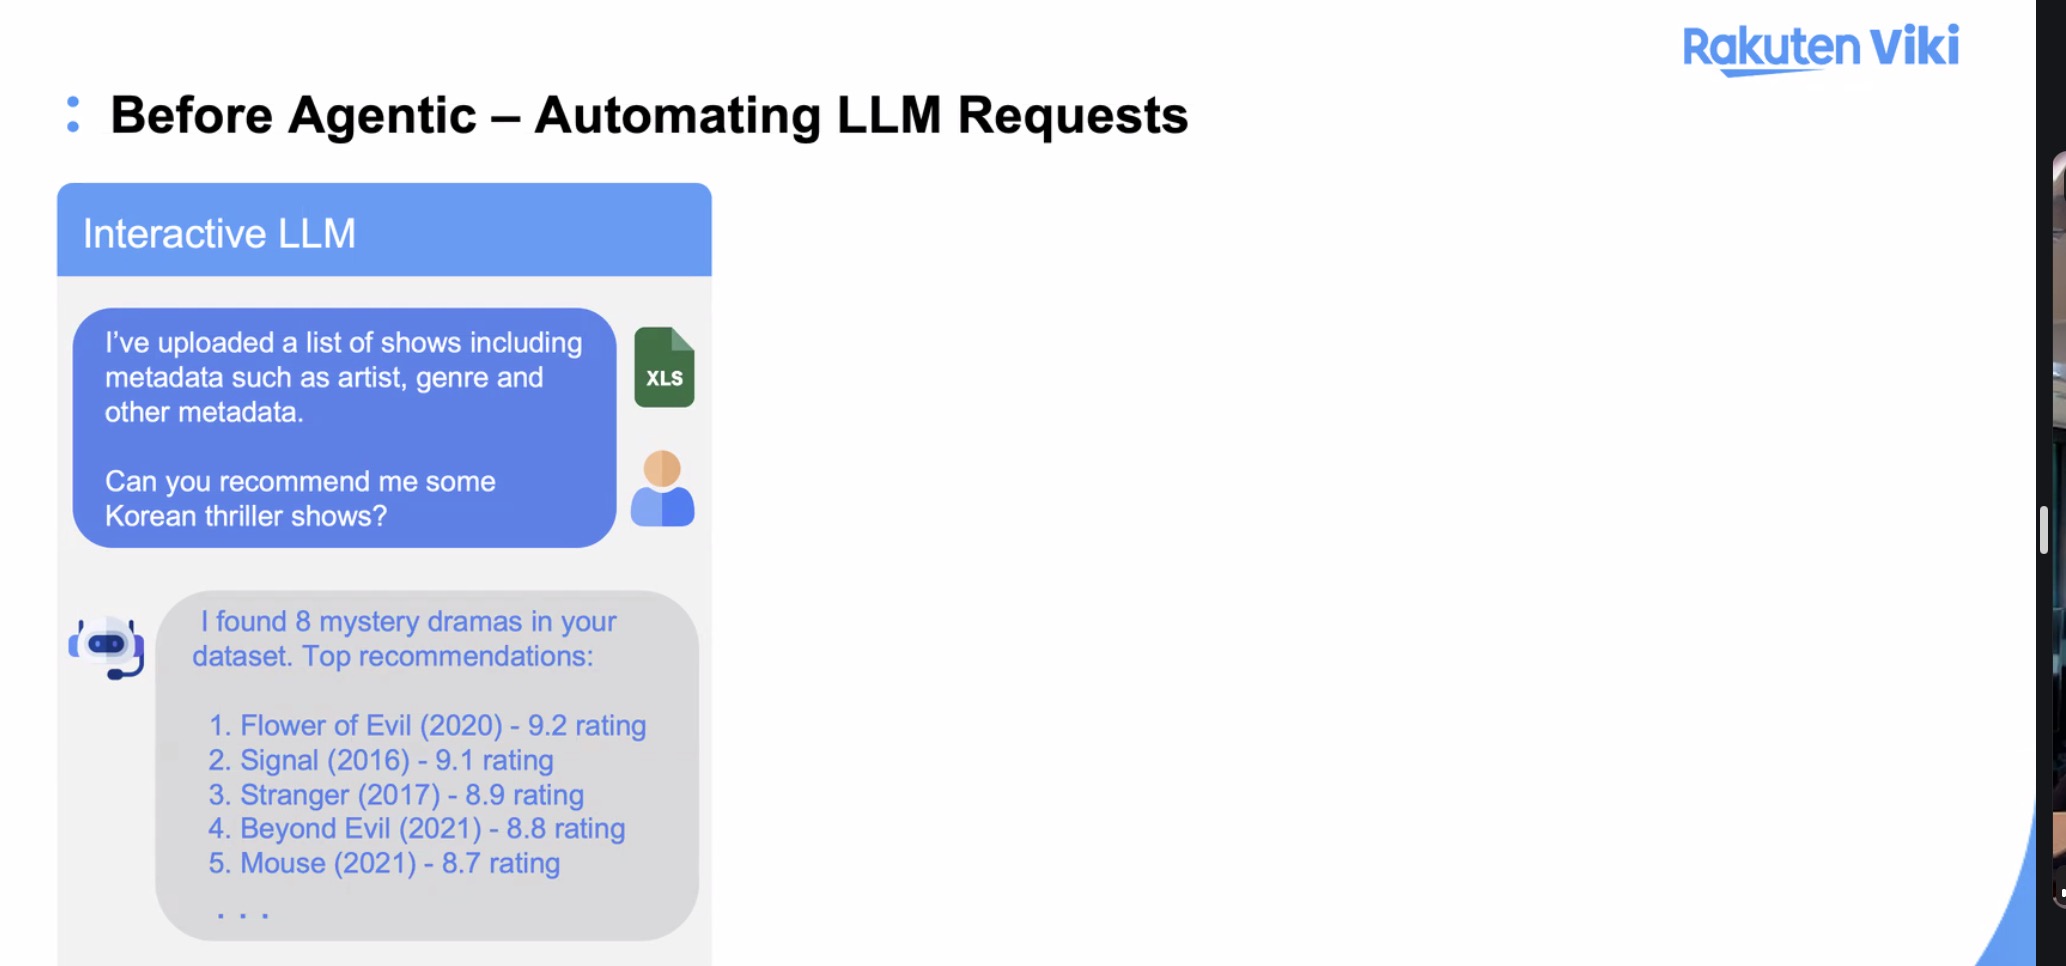 Rakuten Viki
: Before Agentic – Automating LLM Requests
Interactive LLM
I’ve uploaded a list of shows including
metadata such as artist, genre and
other metadata.
XLS
Can you recommend me some
Korean thriller shows?
I found 8 mystery dramas in your
dataset. Top recommendations:
1. Flower of Evil (2020) - 9.2 rating
2. Signal (2016) - 9.1 rating
3. Stranger (2017) - 8.9 rating
4. Beyond Evil (2021) - 8.8 rating
5. Mouse (2021) - 8.7 rating
. . .